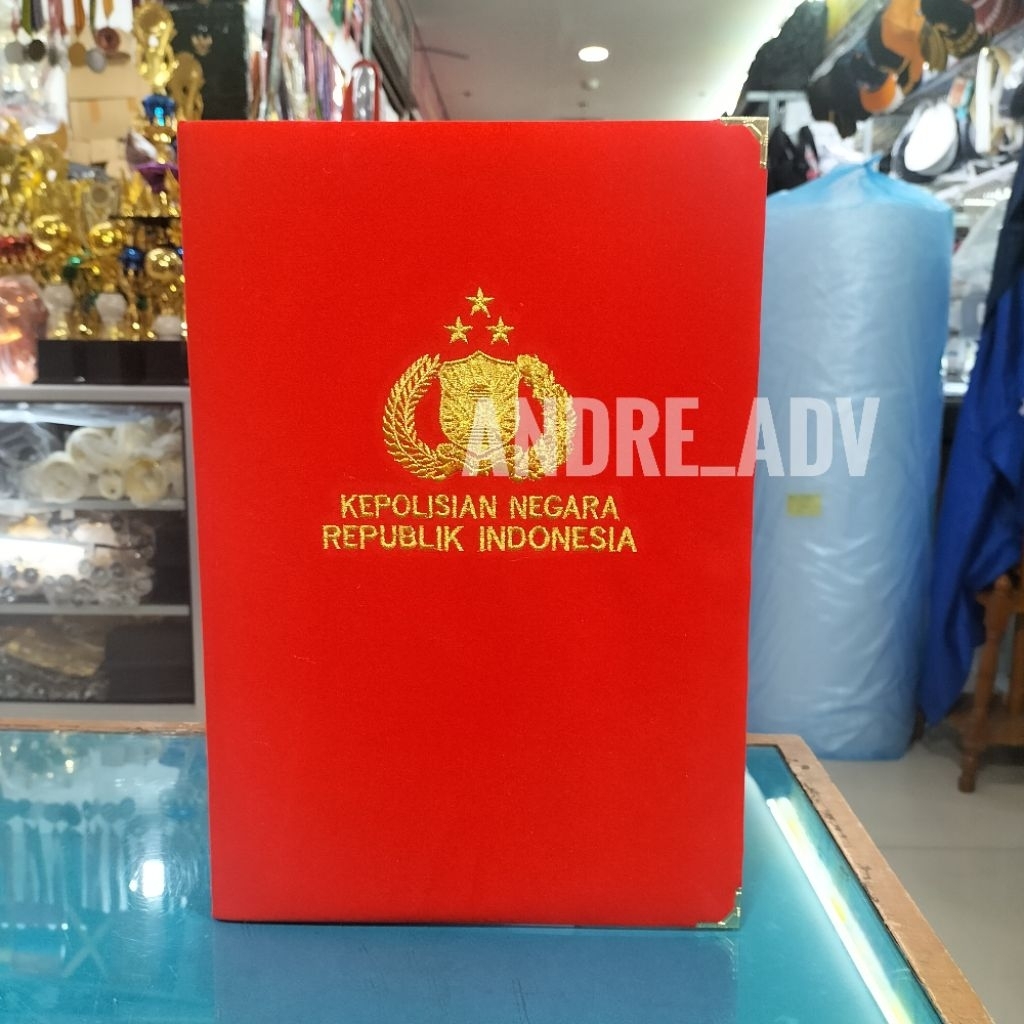 ANDRE_ADV
KEPOLISIAN NEGARA
REPUBLIK INDONESIA